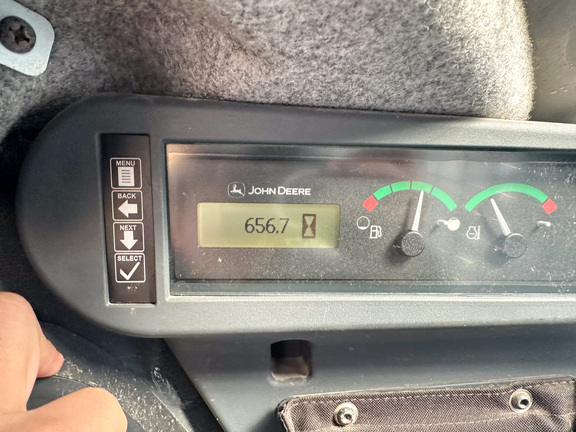 MENU
BACK
NEXT
SELECT
JOHN DEERE
656.7